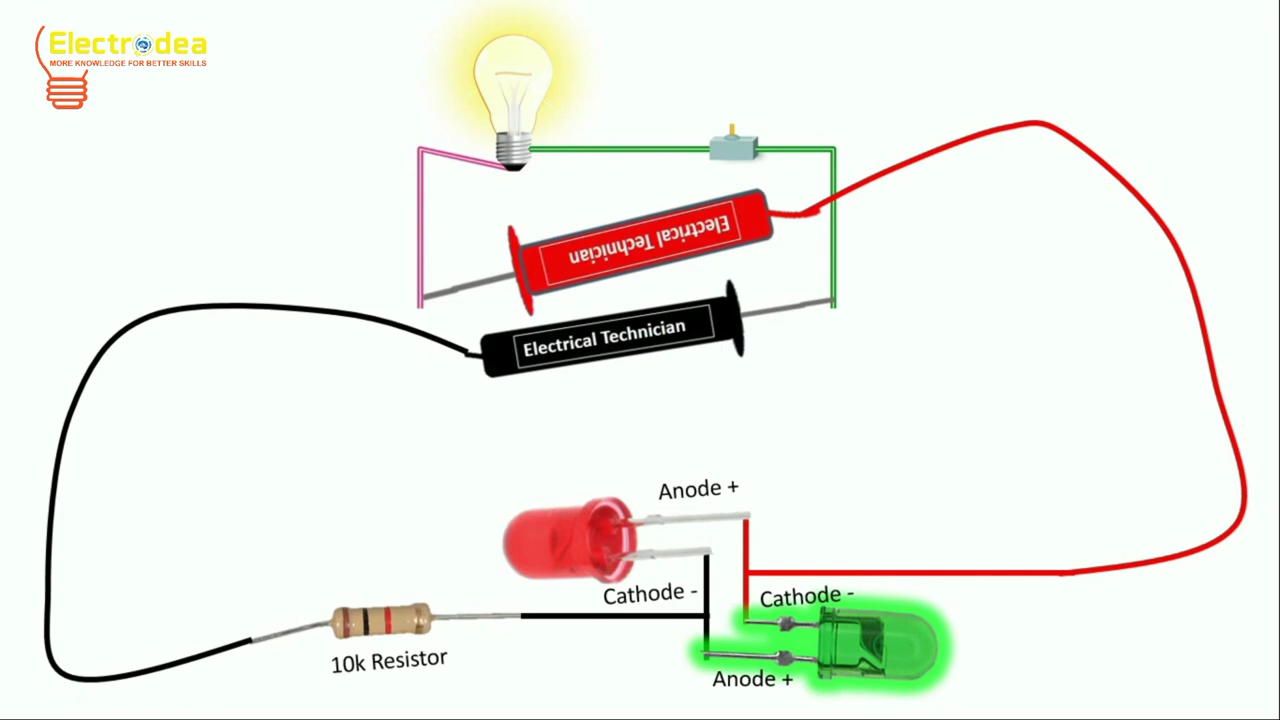 Electrodea
MORE KNOWLEDGE FOR BETTER SKILLS
Electrical Technician
Electrical Technician
Anode +
Cathode -
Cathode -
10k Resistor
Anode +